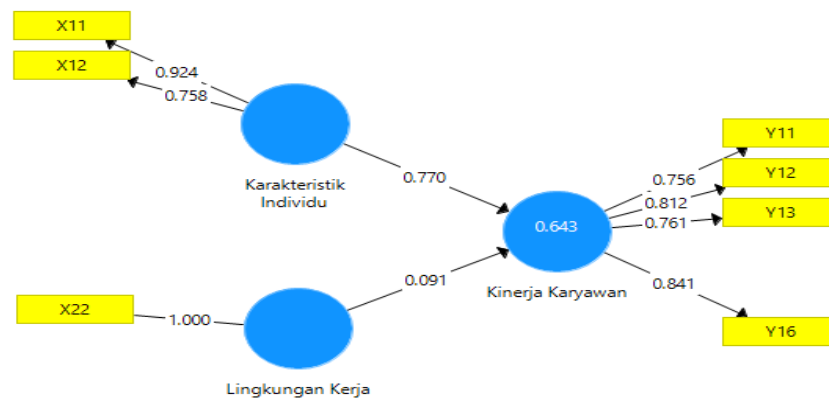 X11
X12
0.924
0.758
Karakteristik
Individu
0.770
Y11
Y12
Y13
0.756
0.812
0.761
0.643
Kinerja Karyawan
0.841
Y16
0.091
X22
1.000
Lingkungan Kerja